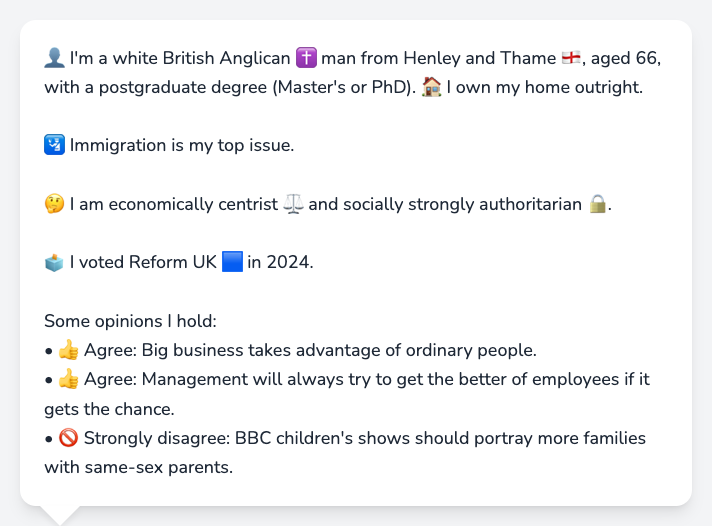 👤 I'm a white British Anglican ✝️ man from Henley and Thame 🏴󠁧󠁢󠁥󠁮󠁧󠁿, aged 66,
with a postgraduate degree (Master's or PhD). 🏠 I own my home outright.
🛂 Immigration is my top issue.
🤔 I am economically centrist ⚖️ and socially strongly authoritarian 🔒.
🗳️ I voted Reform UK 🟦 in 2024.
Some opinions I hold:
• 👍 Agree: Big business takes advantage of ordinary people.
• 👍 Agree: Management will always try to get the better of employees if it
gets the chance.
• 🚫 Strongly disagree: BBC children's shows should portray more families
with same-sex parents.